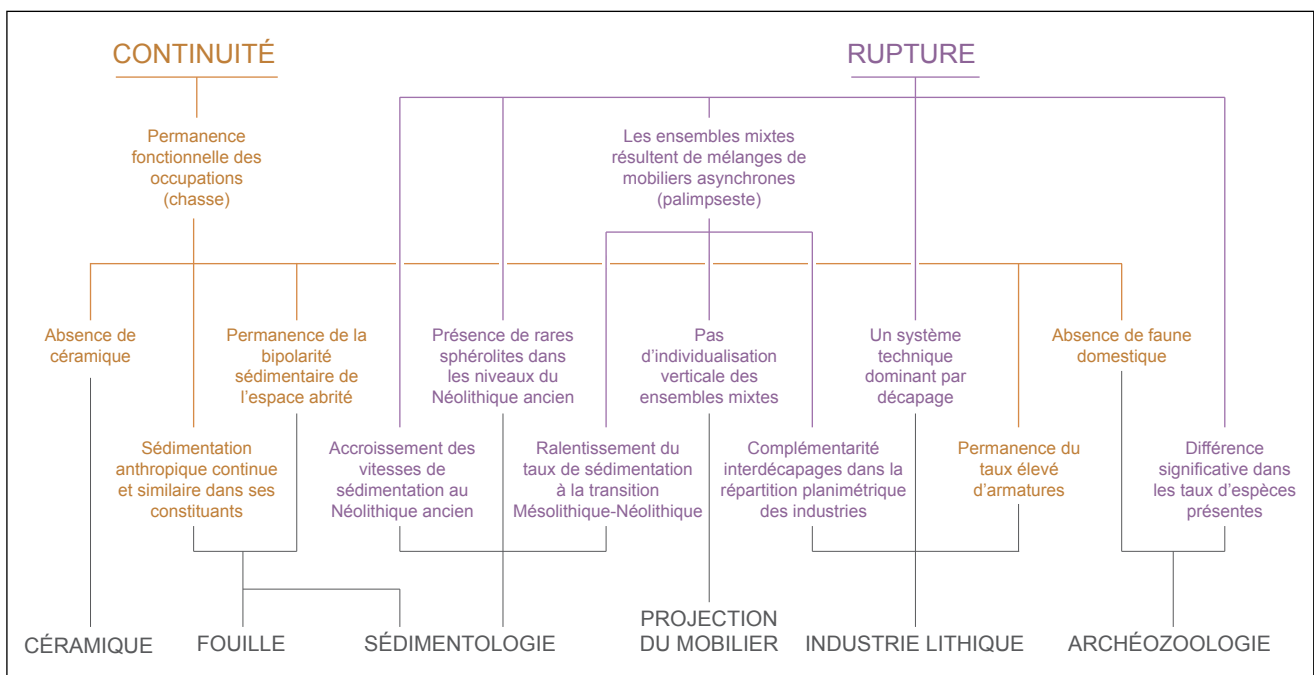 CONTINUITÉ
RUPTURE
Permanence
fonctionnelle des
occupations
(chasse)
Les ensembles mixtes
résultent de mélanges de
mobiliers asynchrones
(palimpseste)
Absence de
céramique
Permanence de la
bipolarité
sédimentaire de
l’espace abrité
Présence de rares
sphérolites dans
les niveaux du
Néolithique ancien
Pas
d’individualisation
verticale des
ensembles mixtes
Un système
technique
dominant par
décapage
Absence de faune
domestique
Sédimentation
anthropique continue
et similaire dans ses
constituants
Accroissement des
vitesses de
sédimentation au
Néolithique ancien
Ralentissement du
taux de sédimentation
à la transition
Mésolithique-Néolithique
Complémentarité
interdécapages dans la
répartition planimétrique
des industries
Permanence du
taux élevé
d’armatures
Différence
significative dans
les taux d’espèces
présentes
CÉRAMIQUE
FOUILLE
SÉDIMENTOLOGIE
PROJECTION
DU MOBILIER
INDUSTRIE LITHIQUE
ARCHÉOZOOLOGIE